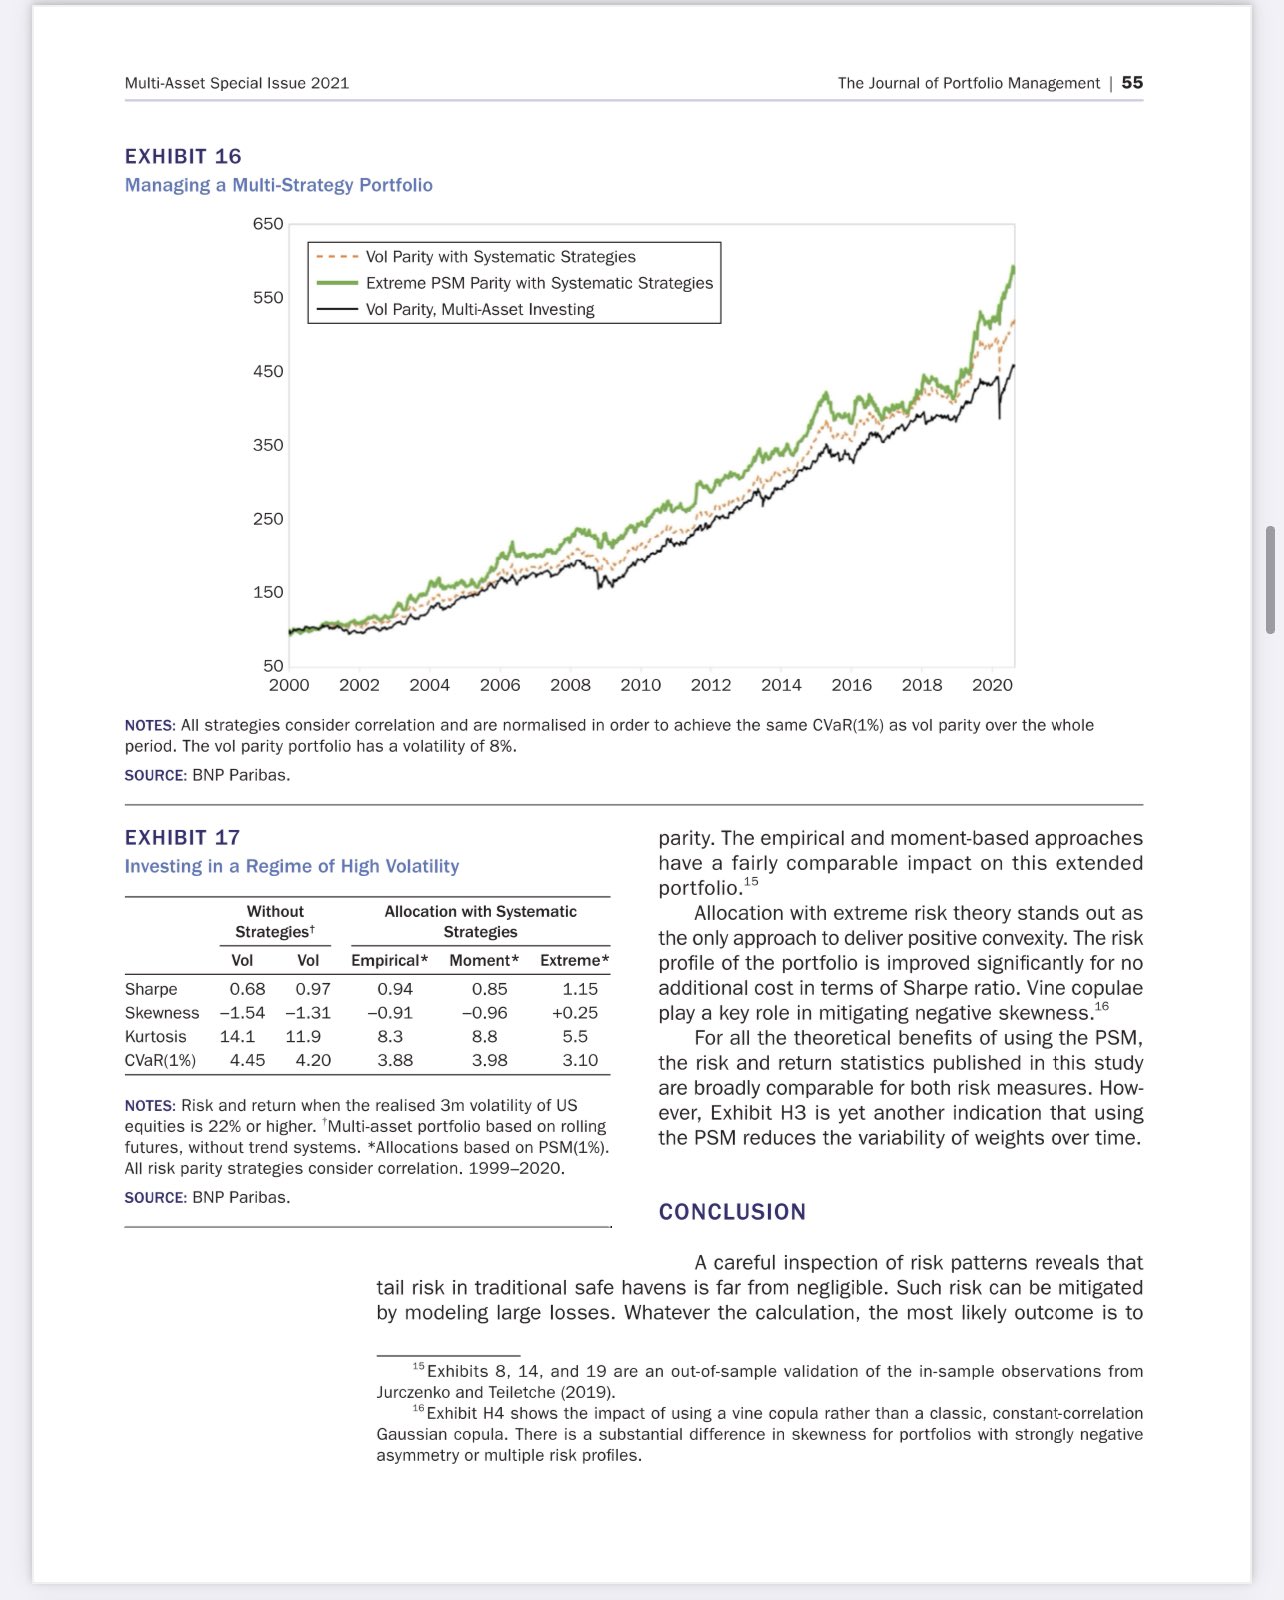 Multi-Asset Special Issue 2021
The Journal of Portfolio Management | 55
EXHIBIT 16
Managing a Multi-Strategy Portfolio
650
550
450
350
250
150
50
Vol Parity with Systematic Strategies
Extreme PSM Parity with Systematic Strategies
Vol Parity, Multi-Asset Investing
2000 2002 2004 2006 2008 2010 2012 2014 2016 2018 2020
NOTES: All strategies consider correlation and are normalised in order to achieve the same CVaR(1%) as vol parity over the whole
period. The vol parity portfolio has a volatility of 8%.
SOURCE: BNP Paribas.
EXHIBIT 17
Investing in a Regime of High Volatility
Without Allocation with Systematic
Strategies† Strategies
Vol Vol Empirical* Moment* Extreme*
Sharpe 0.68 0.97 0.94 0.85 1.15
Skewness −1.54 −1.31 −0.91 −0.96 +0.25
Kurtosis 14.1 11.9 8.3 8.8 5.5
CVaR(1%) 4.45 4.20 3.88 3.98 3.10
NOTES: Risk and return when the realised 3m volatility of US
equities is 22% or higher. †Multi-asset portfolio based on rolling
futures, without trend systems. *Allocations based on PSM(1%).
All risk parity strategies consider correlation. 1999–2020.
SOURCE: BNP Paribas.
parity. The empirical and moment-based approaches
have a fairly comparable impact on this extended
portfolio.15
Allocation with extreme risk theory stands out as
the only approach to deliver positive convexity. The risk
profile of the portfolio is improved significantly for no
additional cost in terms of Sharpe ratio. Vine copulae
play a key role in mitigating negative skewness.16
For all the theoretical benefits of using the PSM,
the risk and return statistics published in this study
are broadly comparable for both risk measures. How-
ever, Exhibit H3 is yet another indication that using
the PSM reduces the variability of weights over time.
CONCLUSION
A careful inspection of risk patterns reveals that
tail risk in traditional safe havens is far from negligible. Such risk can be mitigated
by modeling large losses. Whatever the calculation, the most likely outcome is to
15 Exhibits 8, 14, and 19 are an out-of-sample validation of the in-sample observations from
Jurczenko and Teiletche (2019).
16 Exhibit H4 shows the impact of using a vine copula rather than a classic, constant-correlation
Gaussian copula. There is a substantial difference in skewness for portfolios with strongly negative
asymmetry or multiple risk profiles.